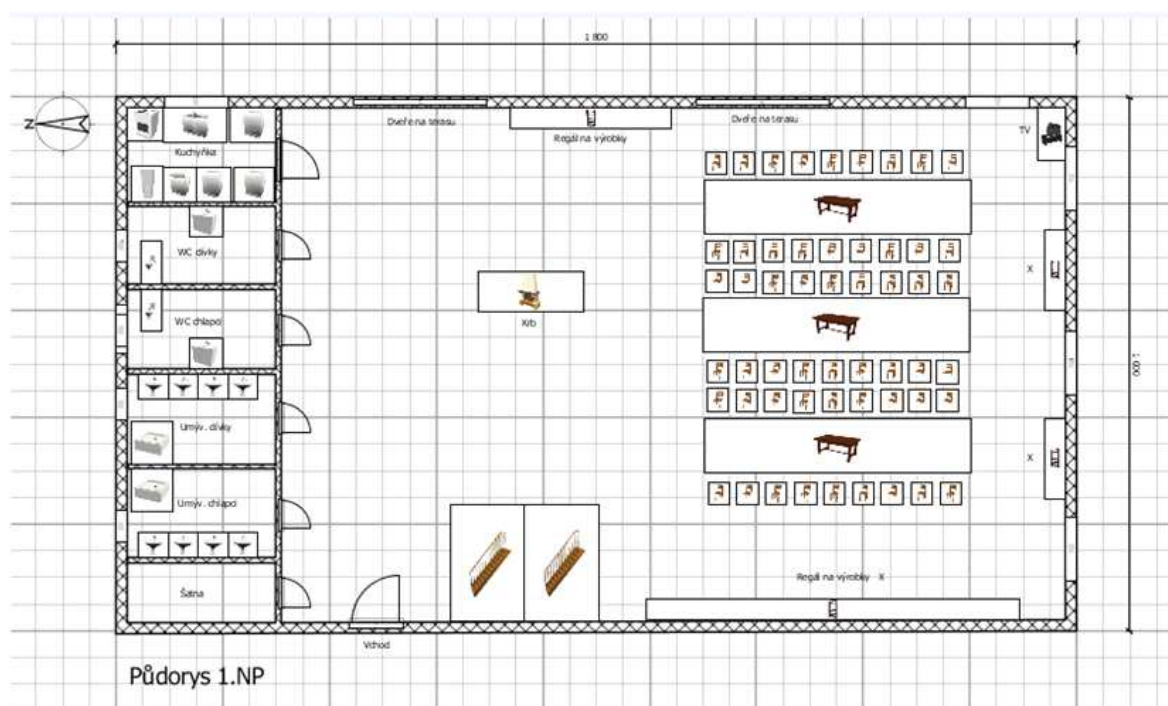 1 800
Z
Dveře na terasu
Regál na výrobky
Dveře na terasu
TV
Kuchyňka
WC dívky
X
WC chlapci
Krb
1 000
Umýv. dívky
X
Umýv. chlapci
Regál na výrobky X
Šatna
Vchod
Půdorys 1.NP